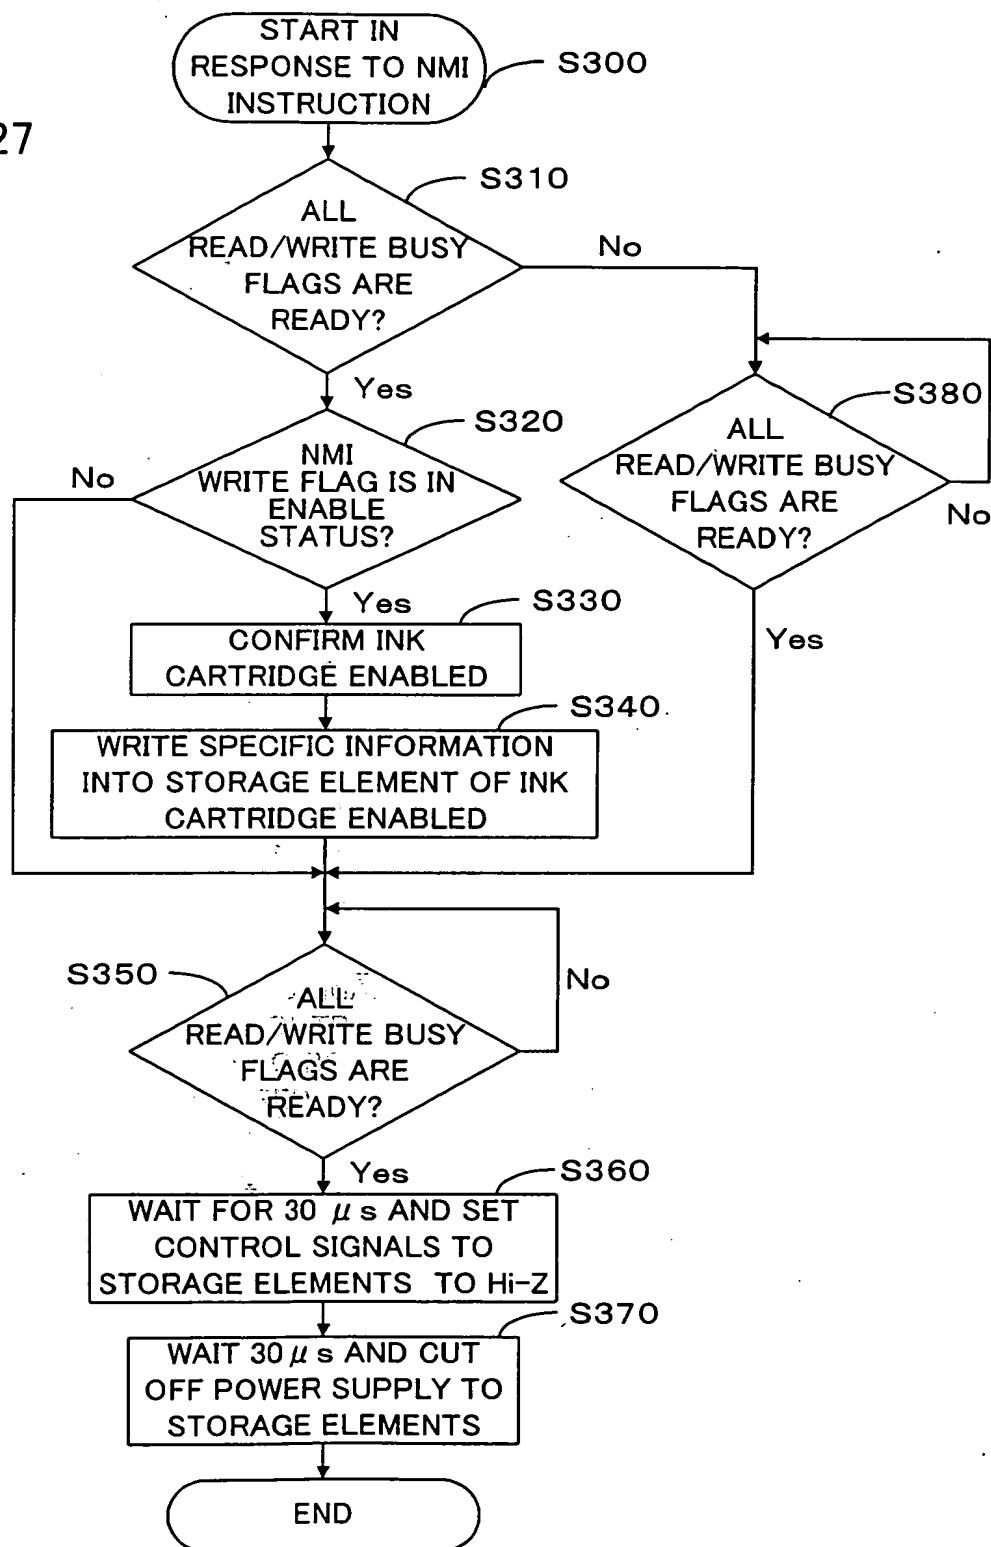 START IN
RESPONSE TO NMI
INSTRUCTION
S300
27
S310
ALL
READ/WRITE BUSY
FLAGS ARE
READY?
No
Yes
S320
NMI
WRITE FLAG IS IN
ENABLE
STATUS?
No
S380
ALL
READ/WRITE BUSY
FLAGS ARE
READY?
No
Yes
Yes
S330
CONFIRM INK
CARTRIDGE ENABLED
S340
WRITE SPECIFIC INFORMATION
INTO STORAGE ELEMENT OF INK
CARTRIDGE ENABLED
S350
ALL
READ/WRITE BUSY
FLAGS ARE
READY?
No
Yes
S360
WAIT FOR 30 μs AND SET
CONTROL SIGNALS TO
STORAGE ELEMENTS TO Hi-Z
S370
WAIT 30μs AND CUT
OFF POWER SUPPLY TO
STORAGE ELEMENTS
END